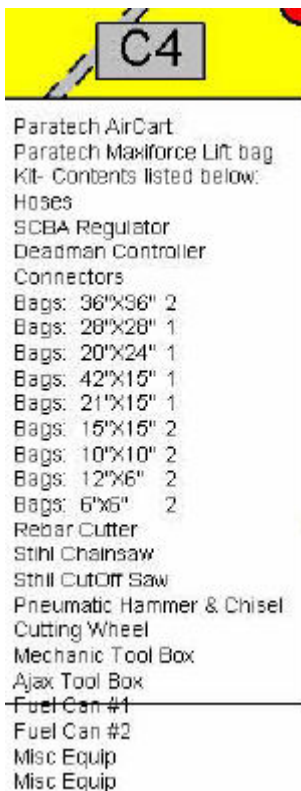 C4
Paratech AirCart
Paratech Maxiforce Lift bag
Kit- Contents listed below:
Hoses
SCBA Regulator
Deadman Controller
Connectors
Bags: 36"X36" 2
Bags: 28"X28" 1
Bags: 20"X24" 1
Bags: 42"X15" 1
Bags: 21"X15" 1
Bags: 15"X15" 2
Bags: 10"X10" 2
Bags: 12"X6" 2
Bags: 6"x6" 2
Rebar Cutter
Stihl Chainsaw
Sthil CutOff Saw
Pneumatic Hammer & Chisel
Cutting Wheel
Mechanic Tool Box
Ajax Tool Box
Fuel Can #1
Fuel Can #2
Misc Equip
Misc Equip